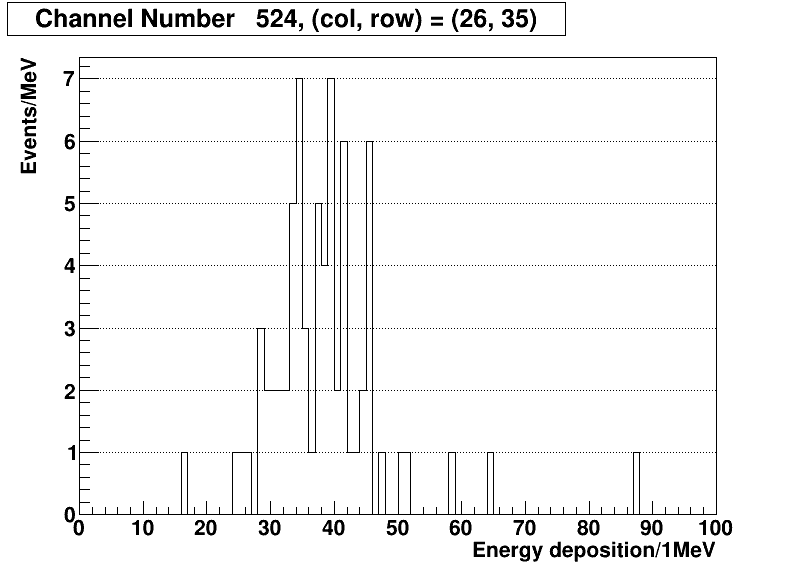 Channel Number 524, (col, row) = (26, 35)
Events/MeV
7
6
5
4
3
2
1
0
0 10 20 30 40 50 60 70 80 90 100
Energy deposition/1MeV